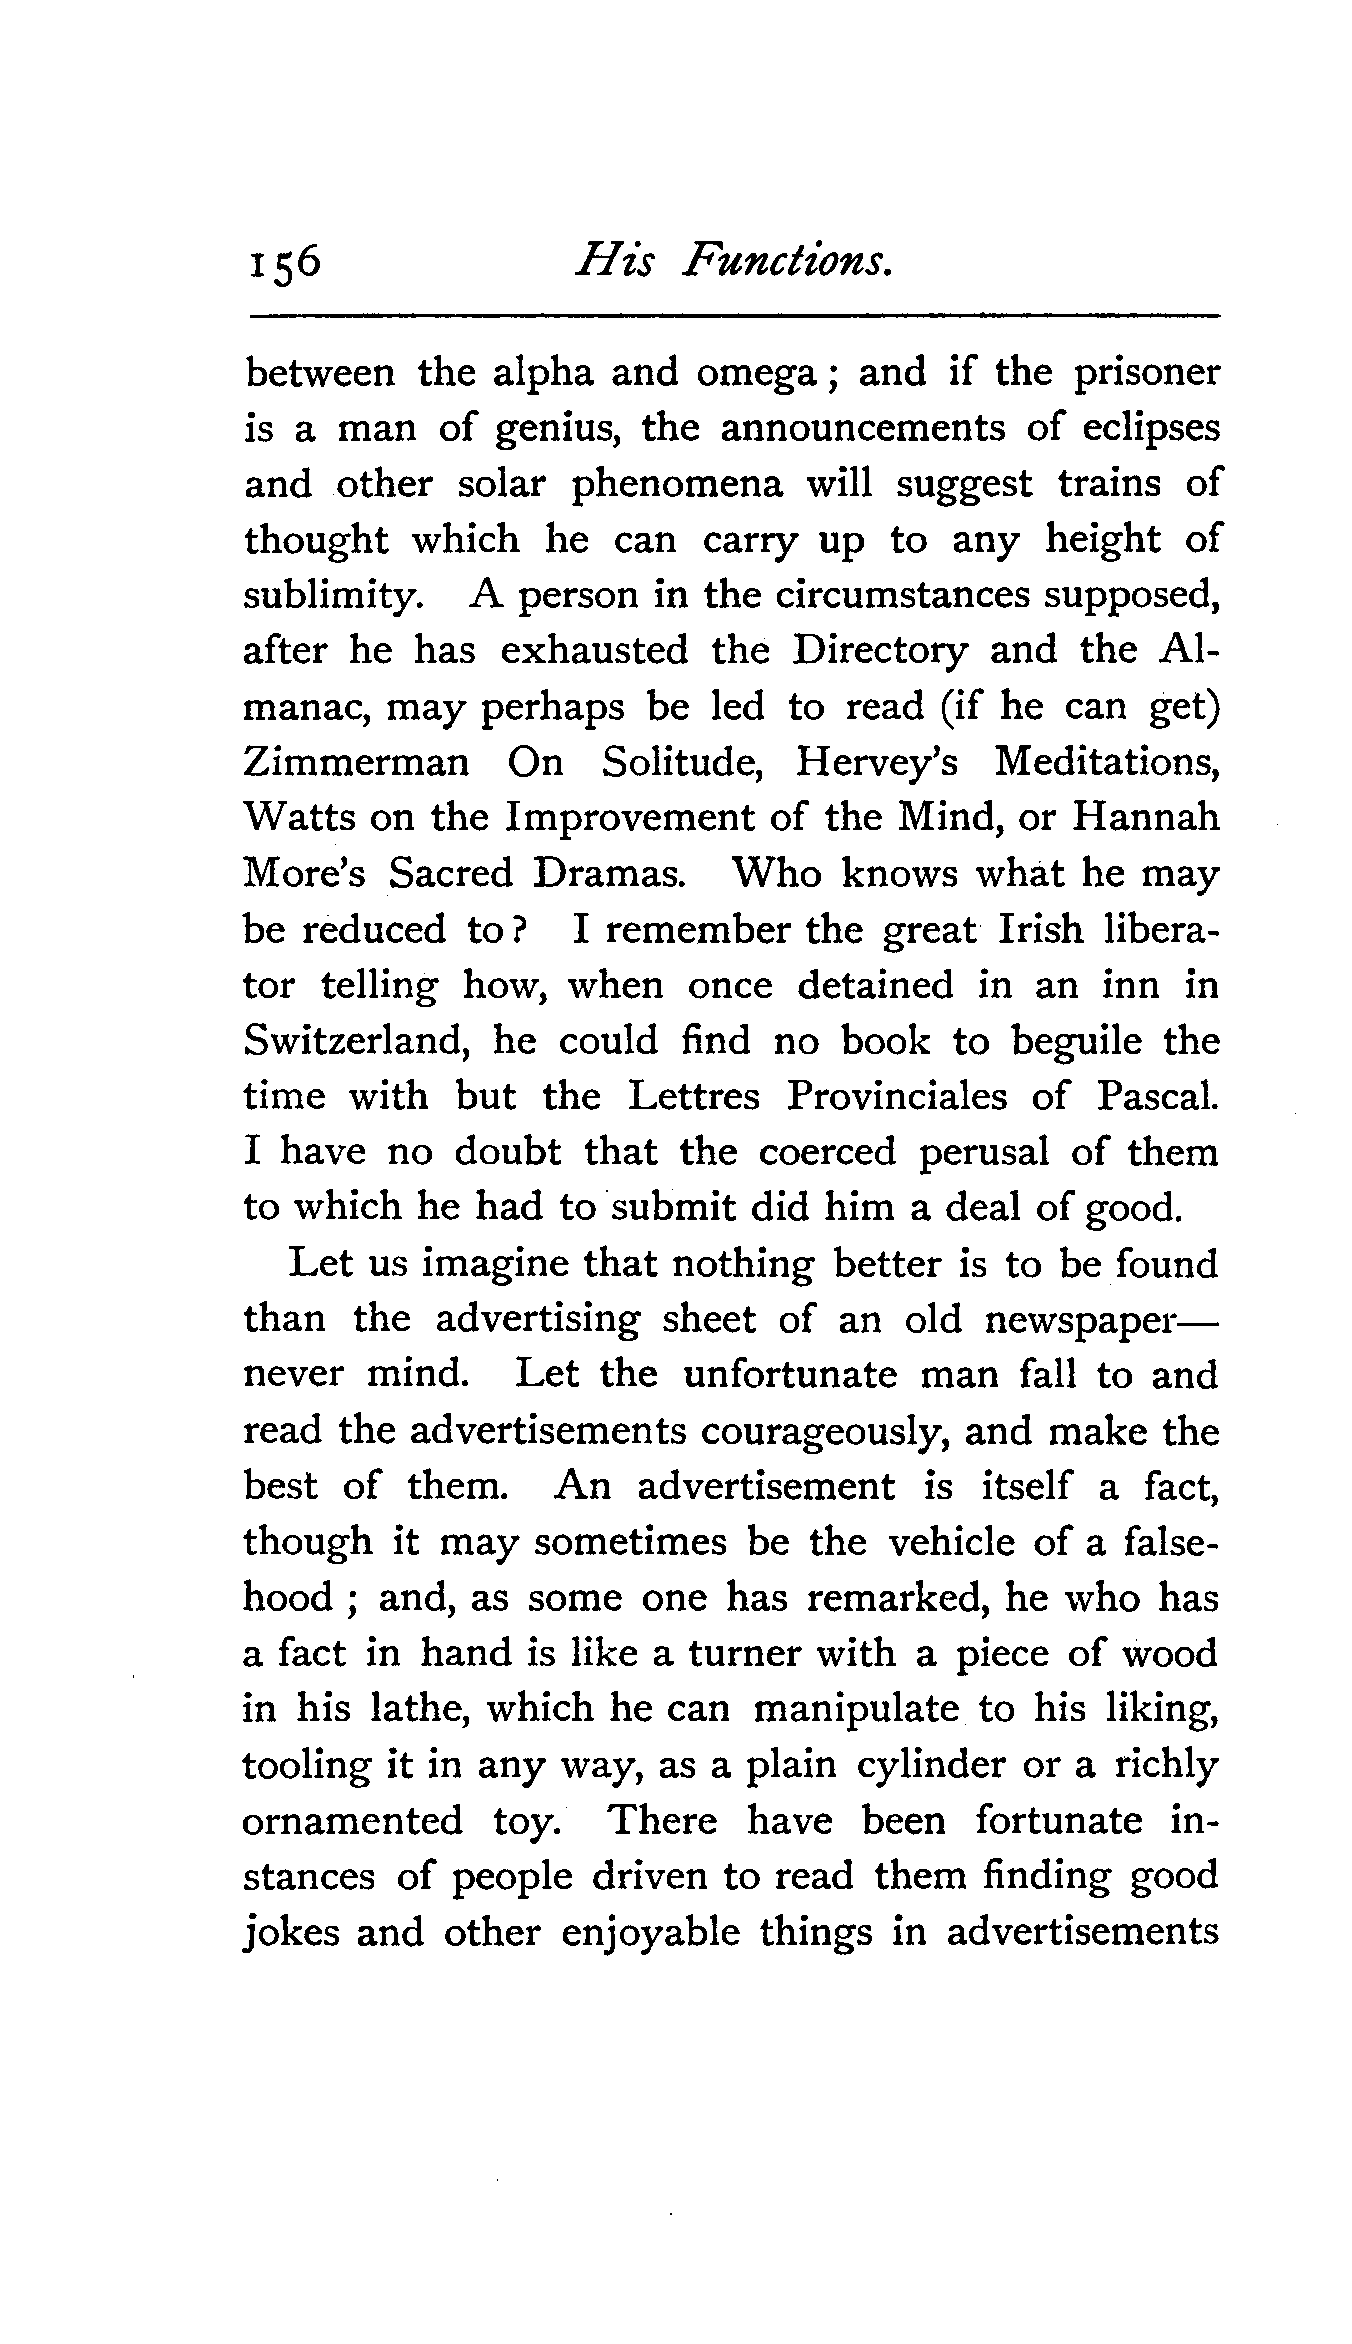 156 His Functions.
between the alpha and omega ; and if the prisoner
is a man of genius, the announcements of eclipses
and other solar phenomena will suggest trains of
thought which he can carry up to any height of
sublimity. A person in the circumstances supposed,
after he has exhausted the Directory and the Al-
manac, may perhaps be led to read (if he can get)
Zimmerman On Solitude, Hervey's Meditations,
Watts on the Improvement of the Mind, or Hannah
More's Sacred Dramas. Who knows what he may
be reduced to ? I remember the great Irish libera-
tor telling how, when once detained in an inn in
Switzerland, he could find no book to beguile the
time with but the Lettres Provinciales of Pascal.
I have no doubt that the coerced perusal of them
to which he had to submit did him a deal of good.
Let us imagine that nothing better is to be found
than the advertising sheet of an old newspaper—
never mind. Let the unfortunate man fall to and
read the advertisements courageously, and make the
best of them. An advertisement is itself a fact,
though it may sometimes be the vehicle of a false-
hood ; and, as some one has remarked, he who has
a fact in hand is like a turner with a piece of wood
in his lathe, which he can manipulate to his liking,
tooling it in any way, as a plain cylinder or a richly
ornamented toy. There have been fortunate in-
stances of people driven to read them finding good
jokes and other enjoyable things in advertisements